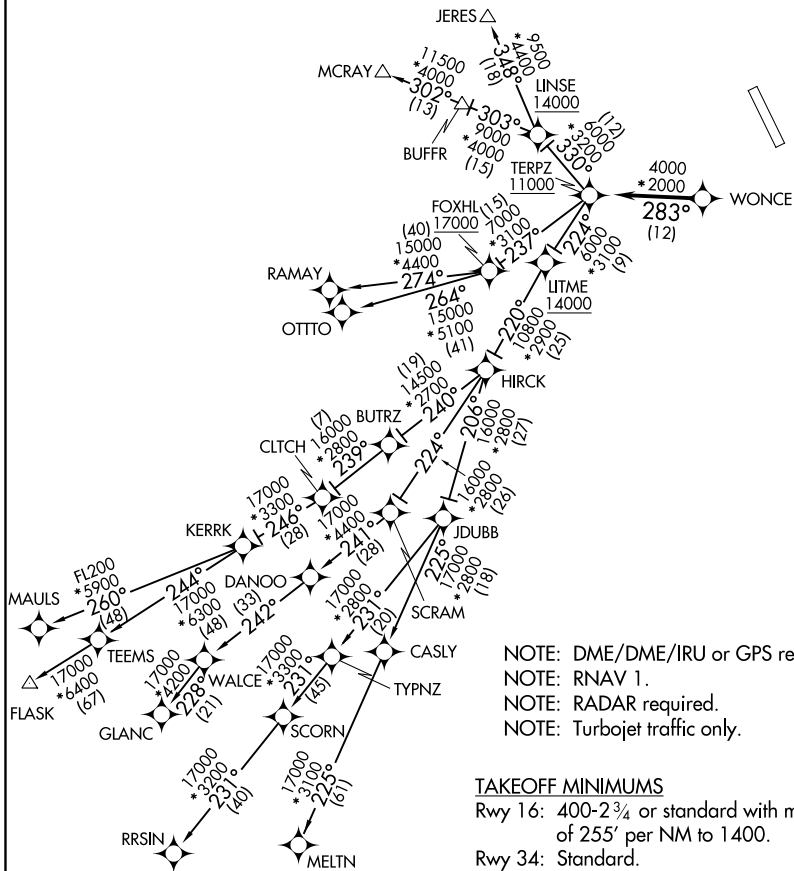 JERES
9500
*4400
348°
(18)
11500
*4000
302°
(13)
MCRAY
LINSE
14000
303°
9000
*4000
(15)
BUFFR
(12)
6000
*3200
330°
TERPZ
11000
4000
*2000
283°
(12)
WONCE
FOXHL
17000
(15)
7000
*3100
237°
224°
6000
*3100
(9)
(40)
15000
*4400
274°
RAMAY
264°
15000
*5100
(41)
OTTTO
LITME
14000
220°
10800
*2900
(25)
HIRCK
(19)
14500
*2700
240°
BUTRZ
206°
16000
*2800
(27)
(7)
16000
*2800
239°
CLTCH
224°
16000
*2800
(26)
17000
*3300
246°
(28)
KERRK
17000
*4400
241°
(28)
JDUBB
225°
17000
*2800
(18)
SCRAM
FL200
*5900
260°
(48)
MAULS
244°
17000
*6300
(48)
DANOO
(33)
242°
17000
*2800
231°
(20)
TEEMS
CASLY
17000
*6400
(67)
FLASK
WALCE
17000
*4200
228°
(21)
GLANC
17000
*3300
231°
(45)
TYPNZ
SCORN
17000
*3200
231°
(40)
RRSIN
17000
*3100
225°
(61)
MELTN
NOTE: DME/DME/IRU or GPS re
NOTE: RNAV 1.
NOTE: RADAR required.
NOTE: Turbojet traffic only.
TAKEOFF MINIMUMS
Rwy 16: 400-2 3/4 or standard with m
of 255' per NM to 1400.
Rwy 34: Standard.